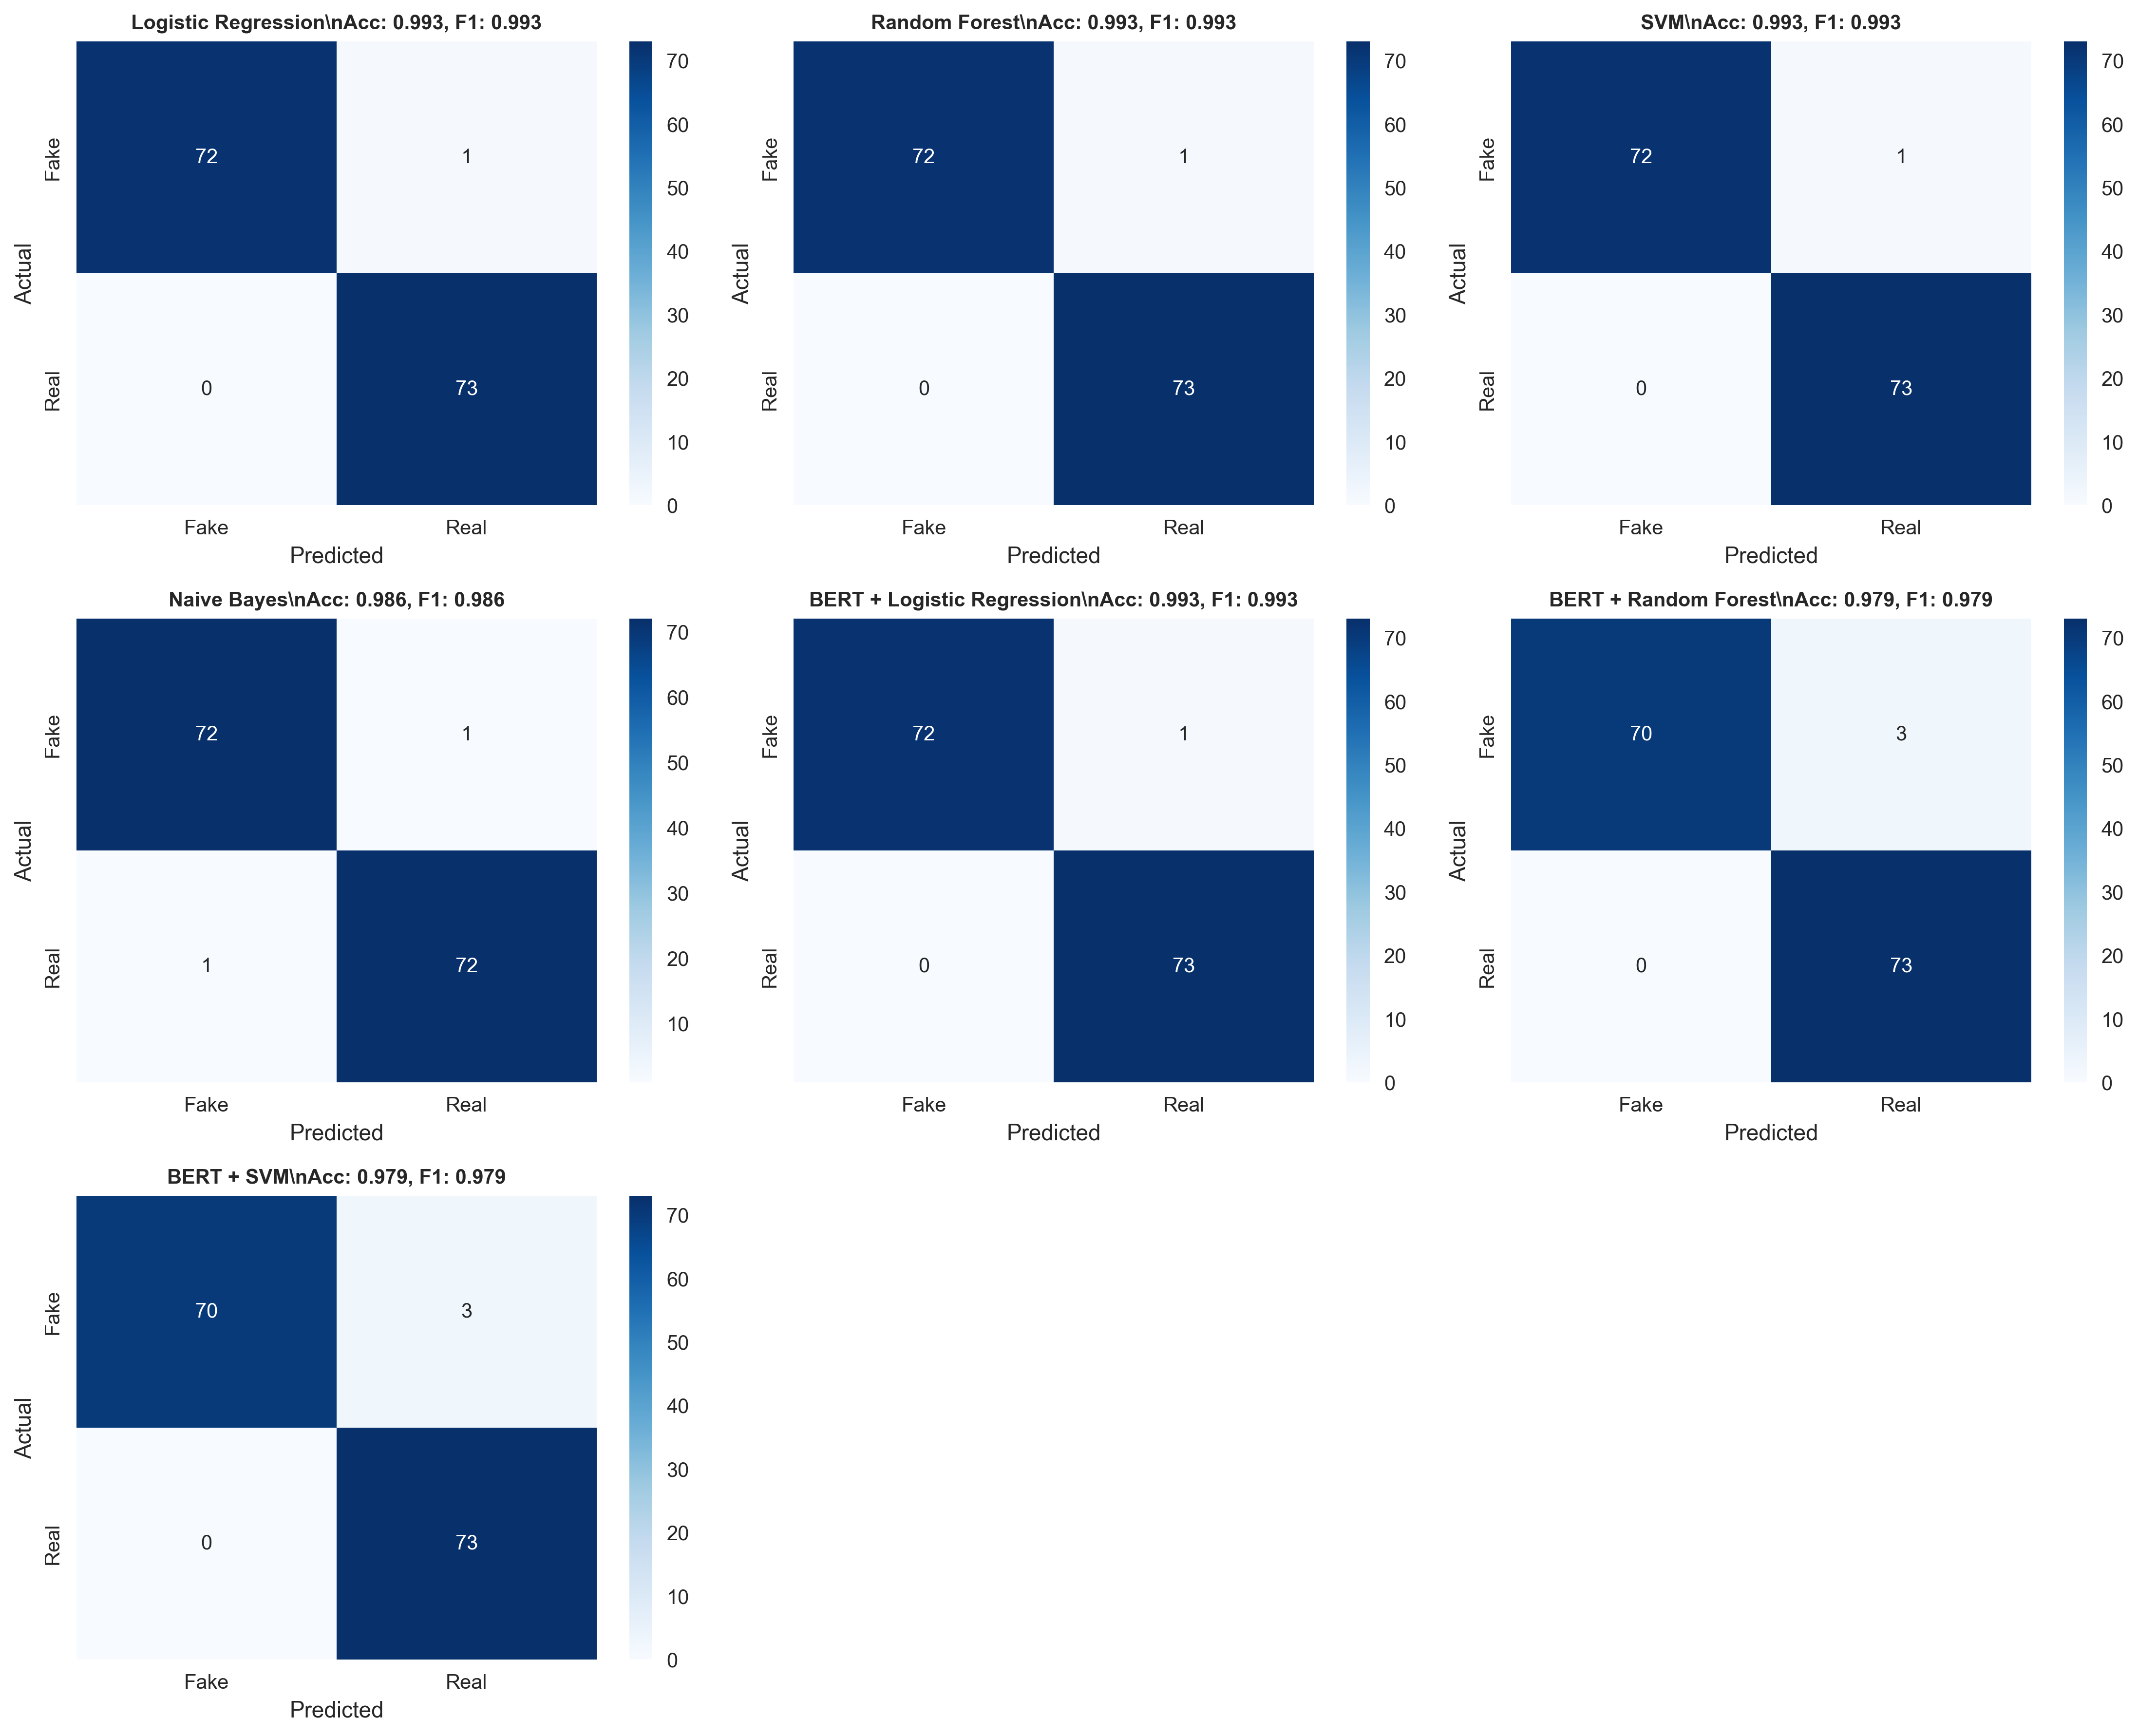 Logistic Regression\nAcc: 0.993, F1: 0.993
Actual
Fake
Real
72
1
0
73
Fake
Real
Predicted
70
60
50
40
30
20
10
0
Random Forest\nAcc: 0.993, F1: 0.993
Actual
Fake
Real
72
1
0
73
Fake
Real
Predicted
70
60
50
40
30
20
10
0
SVM\nAcc: 0.993, F1: 0.993
Actual
Fake
Real
72
1
0
73
Fake
Real
Predicted
70
60
50
40
30
20
10
0
Naive Bayes\nAcc: 0.986, F1: 0.986
Actual
Fake
Real
72
1
1
72
Fake
Real
Predicted
70
60
50
40
30
20
10
BERT + Logistic Regression\nAcc: 0.993, F1: 0.993
Actual
Fake
Real
72
1
0
73
Fake
Real
Predicted
70
60
50
40
30
20
10
0
BERT + Random Forest\nAcc: 0.979, F1: 0.979
Actual
Fake
Real
70
3
0
73
Fake
Real
Predicted
70
60
50
40
30
20
10
0
BERT + SVM\nAcc: 0.979, F1: 0.979
Actual
Fake
Real
70
3
0
73
Fake
Real
Predicted
70
60
50
40
30
20
10
0